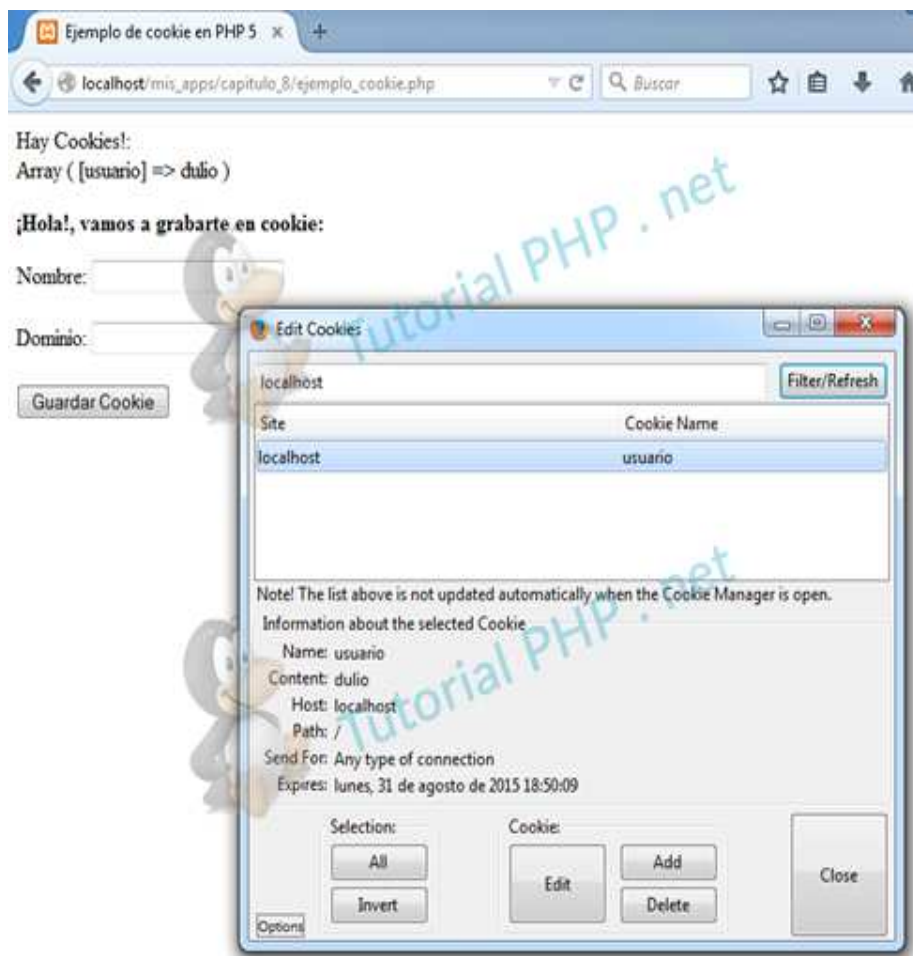 Ejemplo de cookie en PHP 5
localhost/mis_apps/capitulo_8/ejemplo_cookie.php
Buscar
Hay Cookies!:
Array ( [usuario] => dulio )
¡Hola!, vamos a grabarte en cookie:
Nombre:
Dominio:
Guardar Cookie
Tutorial PHP . net
Edit Cookies
localhost
Filter/Refresh
Site Cookie Name
localhost usuario
Note! The list above is not updated automatically when the Cookie Manager is open.
Information about the selected Cookie
Name: usuario
Content: dulio
Host: localhost
Path: /
Send For: Any type of connection
Expires: lunes, 31 de agosto de 2015 18:50:09
Tutorial PHP . net
Selection: Cookie:
All Edit Add Close
Invert Delete
Options